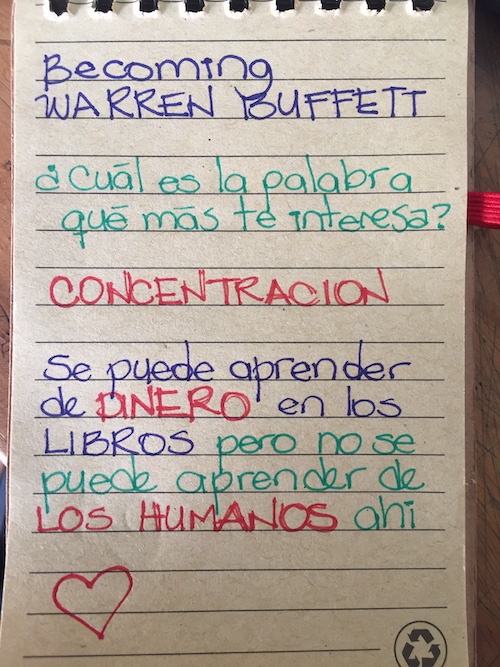 Becoming
WARREN BUFFETT
¿Cuál es la palabra
qué más te interesa?
CONCENTRACION
Se puede aprender
de DINERO en los
LIBROS pero no se
puede aprender de
LOS HUMANOS ahi